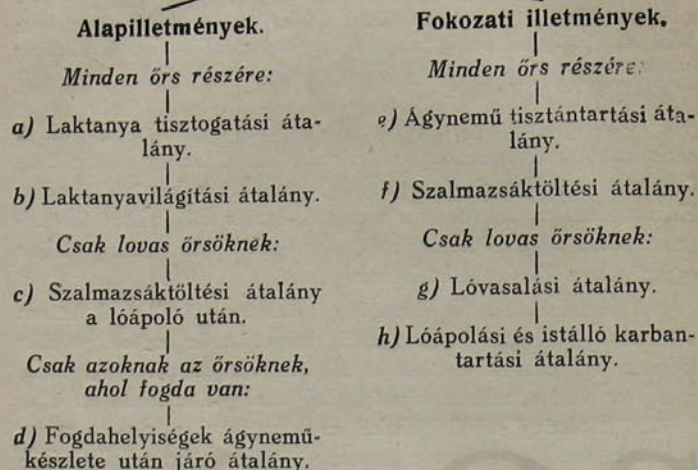 Alapilletmények.
Minden őrs részére:
a) Laktanya tisztogatási áta-
lány.
b) Laktanyavilágítási átalány.
Csak lovas őrsöknek:
c) Szalmazsáktöltési átalány
a lóápoló után.
Csak azoknak az őrsöknek,
ahol fogda van:
d) Fogdahelyiségek ágynemű-
készlete után járó átalány.
Fokozati illetmények.
Minden őrs részére:
e) Ágynemű tisztántartási áta-
lány.
f) Szalmazsáktöltési átalány.
Csak lovas őrsöknek:
g) Lóvasalási átalány.
h) Lóápolási és istálló karban-
tartási átalány.